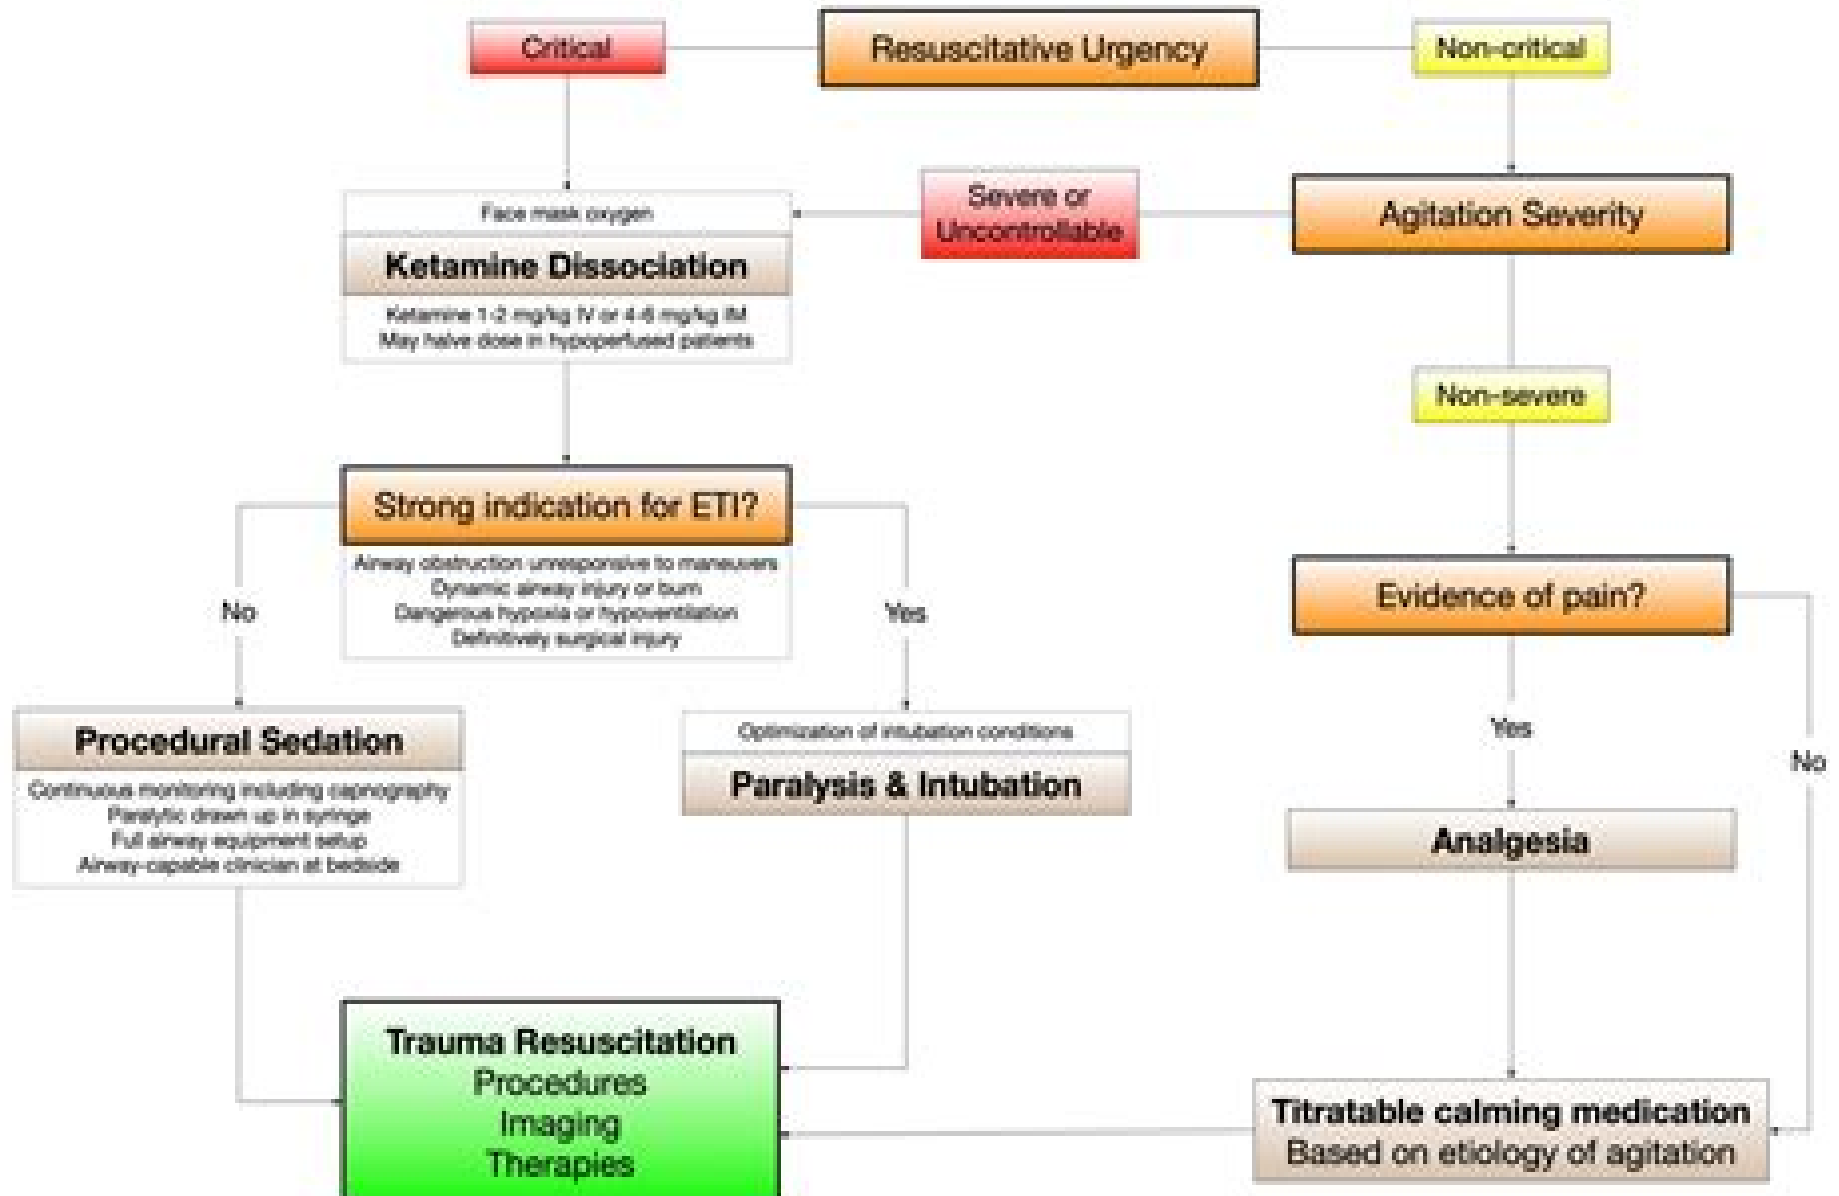 Critical
Resuscitative Urgency
Non-critical
Severe or
Uncontrollable
Agitation Severity
Face mask oxygen
Ketamine Dissociation
Ketamine 1-2 mg/kg IV or 4-6 mg/kg IM
May halve dose in hypoperfused patients
Non-severe
Strong indication for ETI?
Airway obstruction unresponsive to maneuvers
Dynamic airway injury or burn
Dangerous hypoxia or hypoventilation
Definitively surgical injury
No
Yes
Evidence of pain?
Yes
No
Procedural Sedation
Continuous monitoring including capnography
Paralytic drawn up in syringe
Full airway equipment setup
Airway-capable clinician at bedside
Optimization of intubation conditions
Paralysis & Intubation
Analgesia
Trauma Resuscitation
Procedures
Imaging
Therapies
Titratable calming medication
Based on etiology of agitation